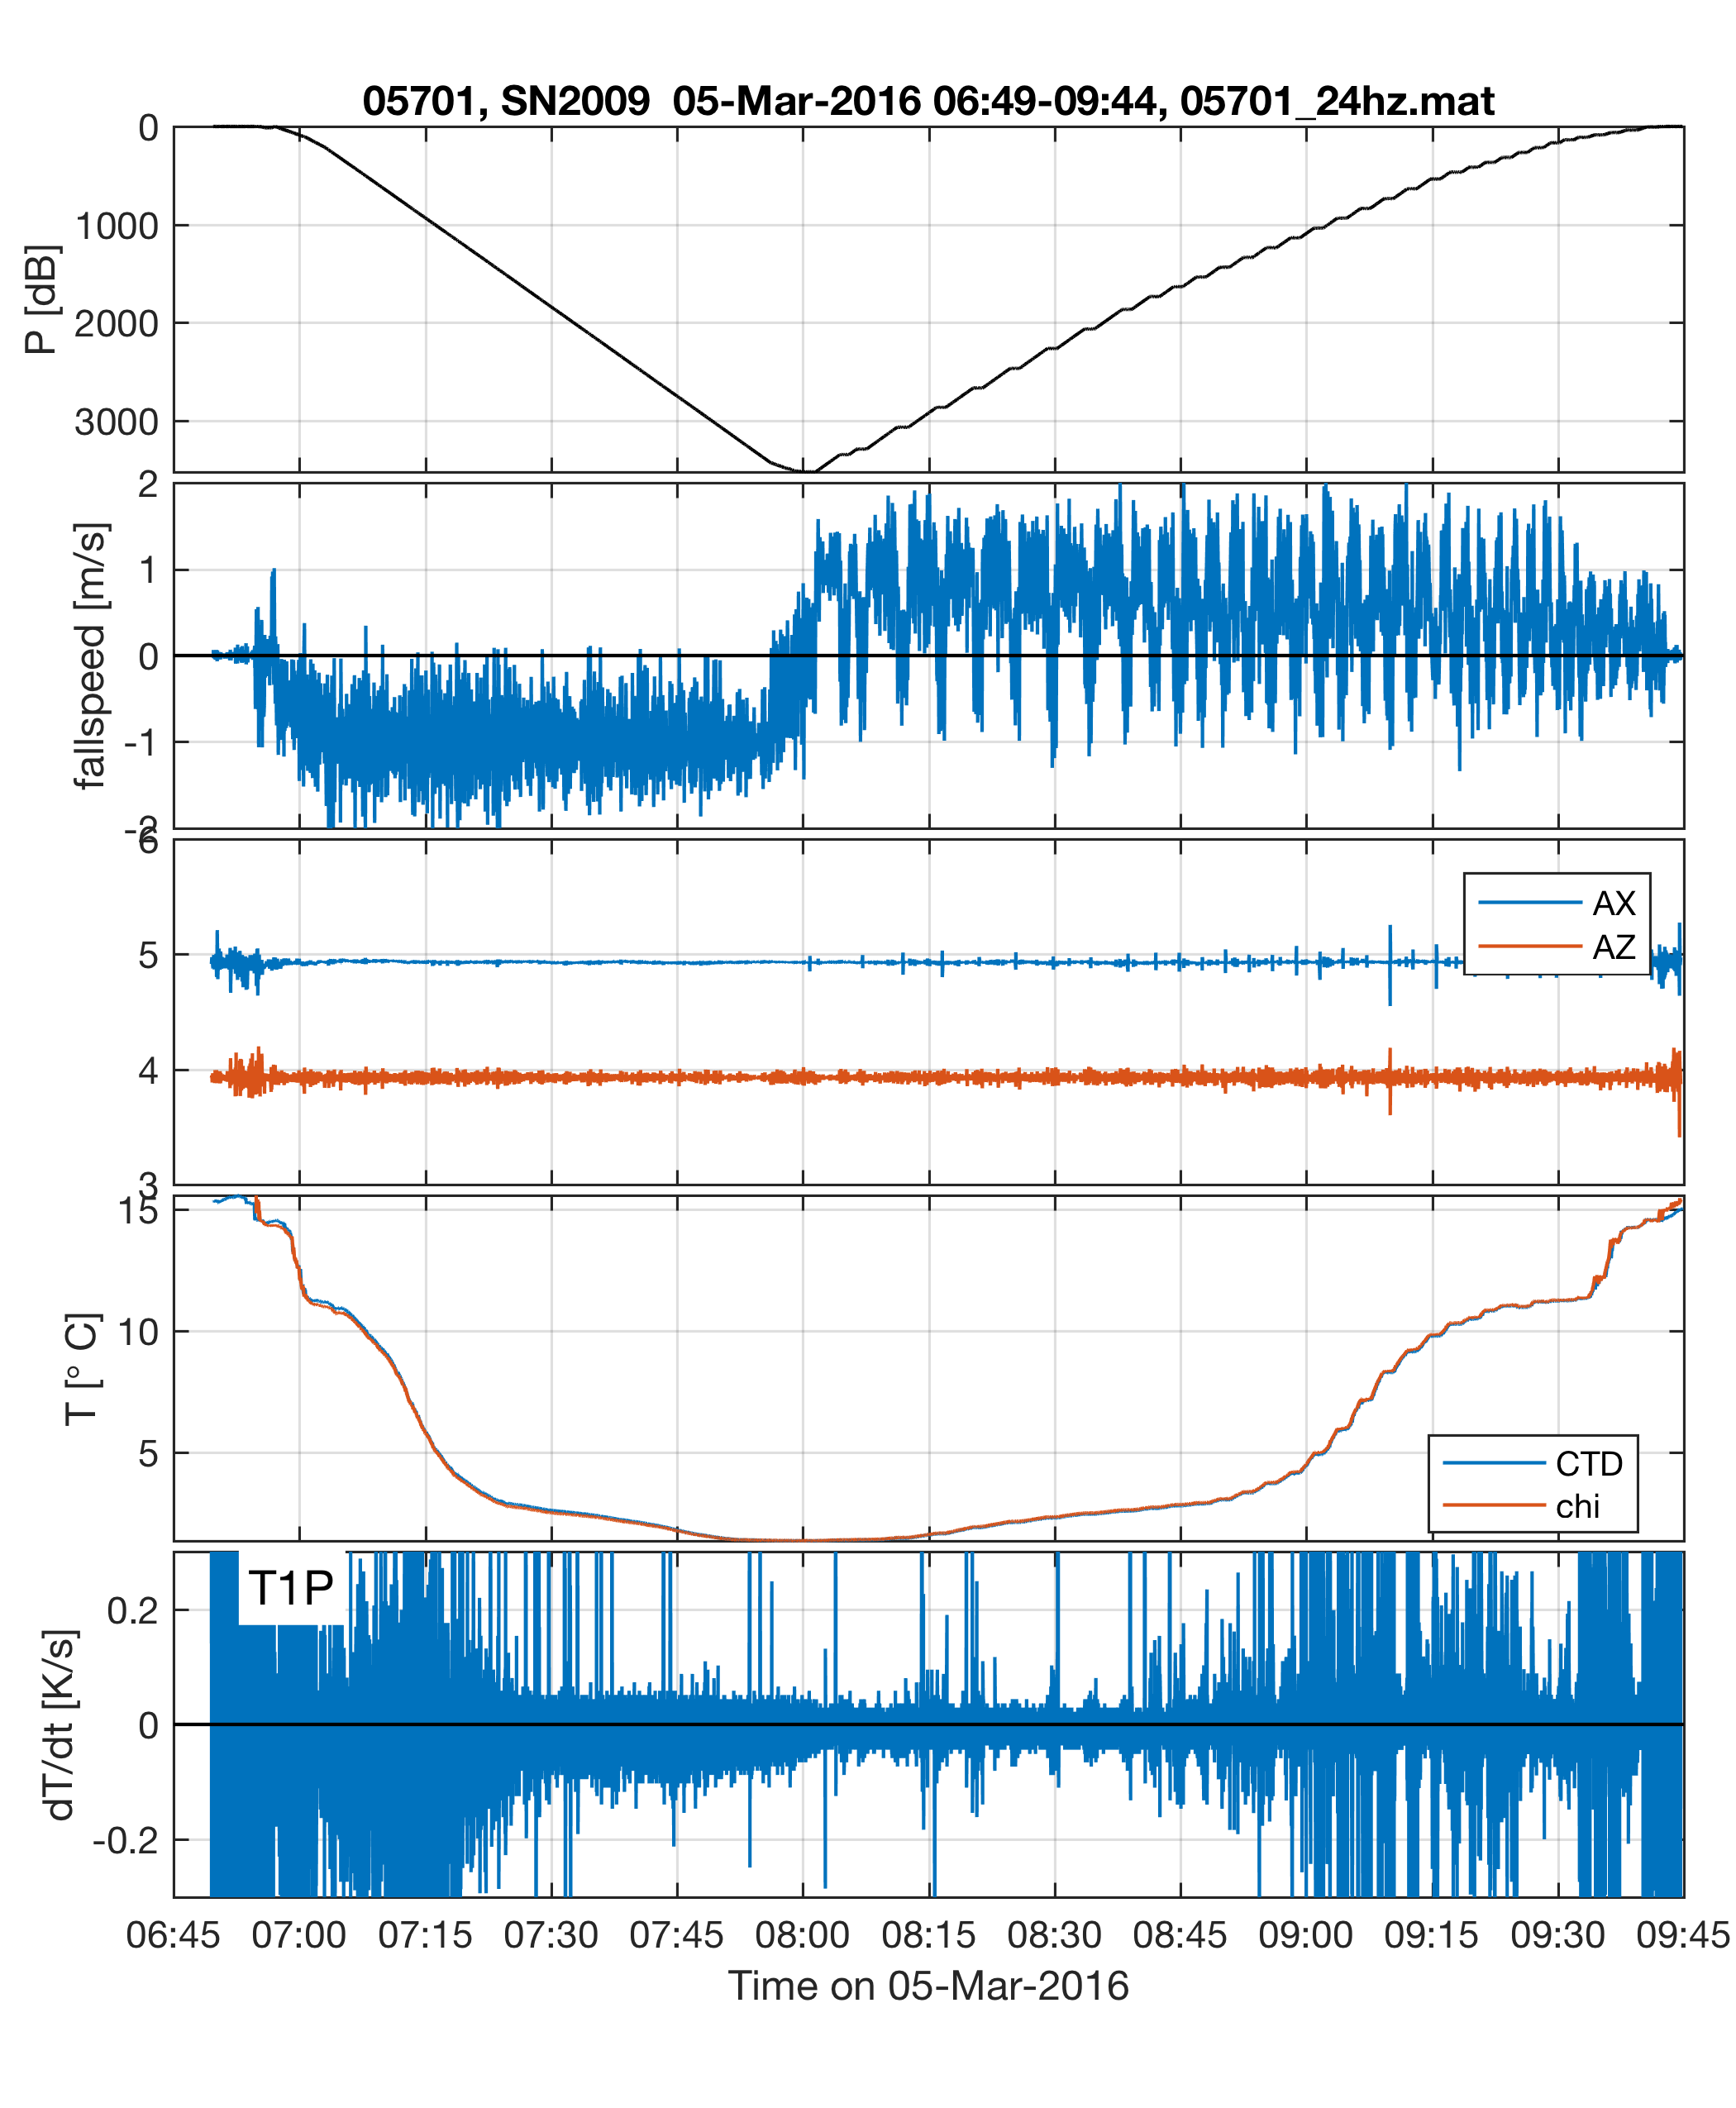 05701, SN2009  05-Mar-2016 06:49-09:44, 05701_24hz.mat
0
1000
2000
3000
P [dB]
2
1
0
-1
-2
fallspeed [m/s]
6
5
4
3
AX
AZ
15
10
5
T [° C]
CTD
chi
T1P
0.2
0
-0.2
dT/dt [K/s]
06:45 07:00 07:15 07:30 07:45 08:00 08:15 08:30 08:45 09:00 09:15 09:30 09:45
Time on 05-Mar-2016